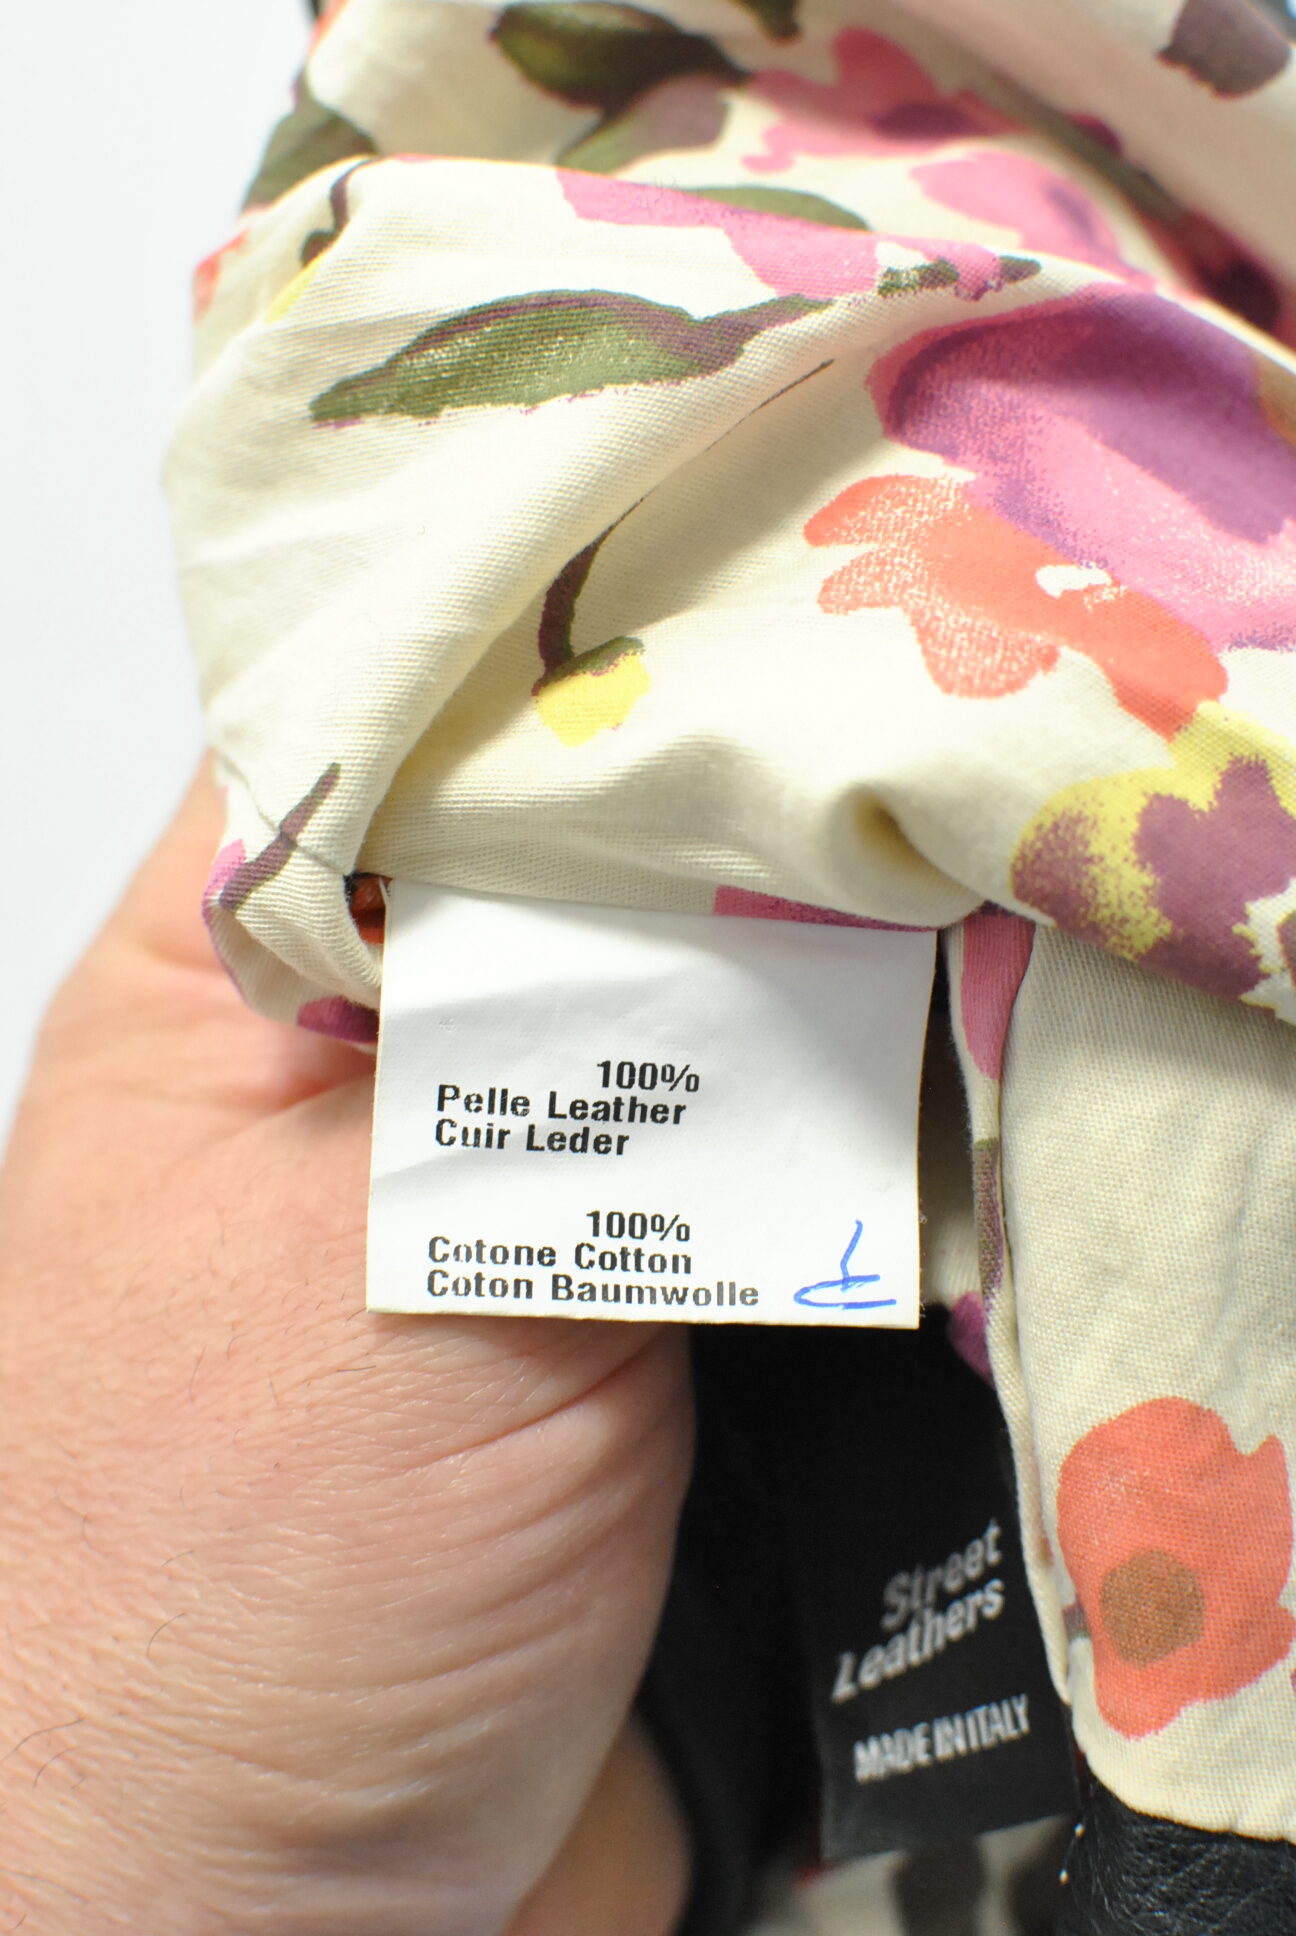 100%
Pelle Leather
Cuir Leder
100%
Cotone Cotton
Coton Baumwolle
Street
Leathers
MADE IN ITALY